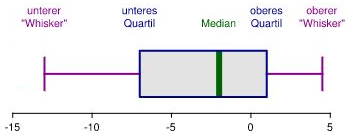 unterer unteres oberes oberer
"Whisker" Quartil Median Quartil "Whisker"
-15 -10 -5 0 5